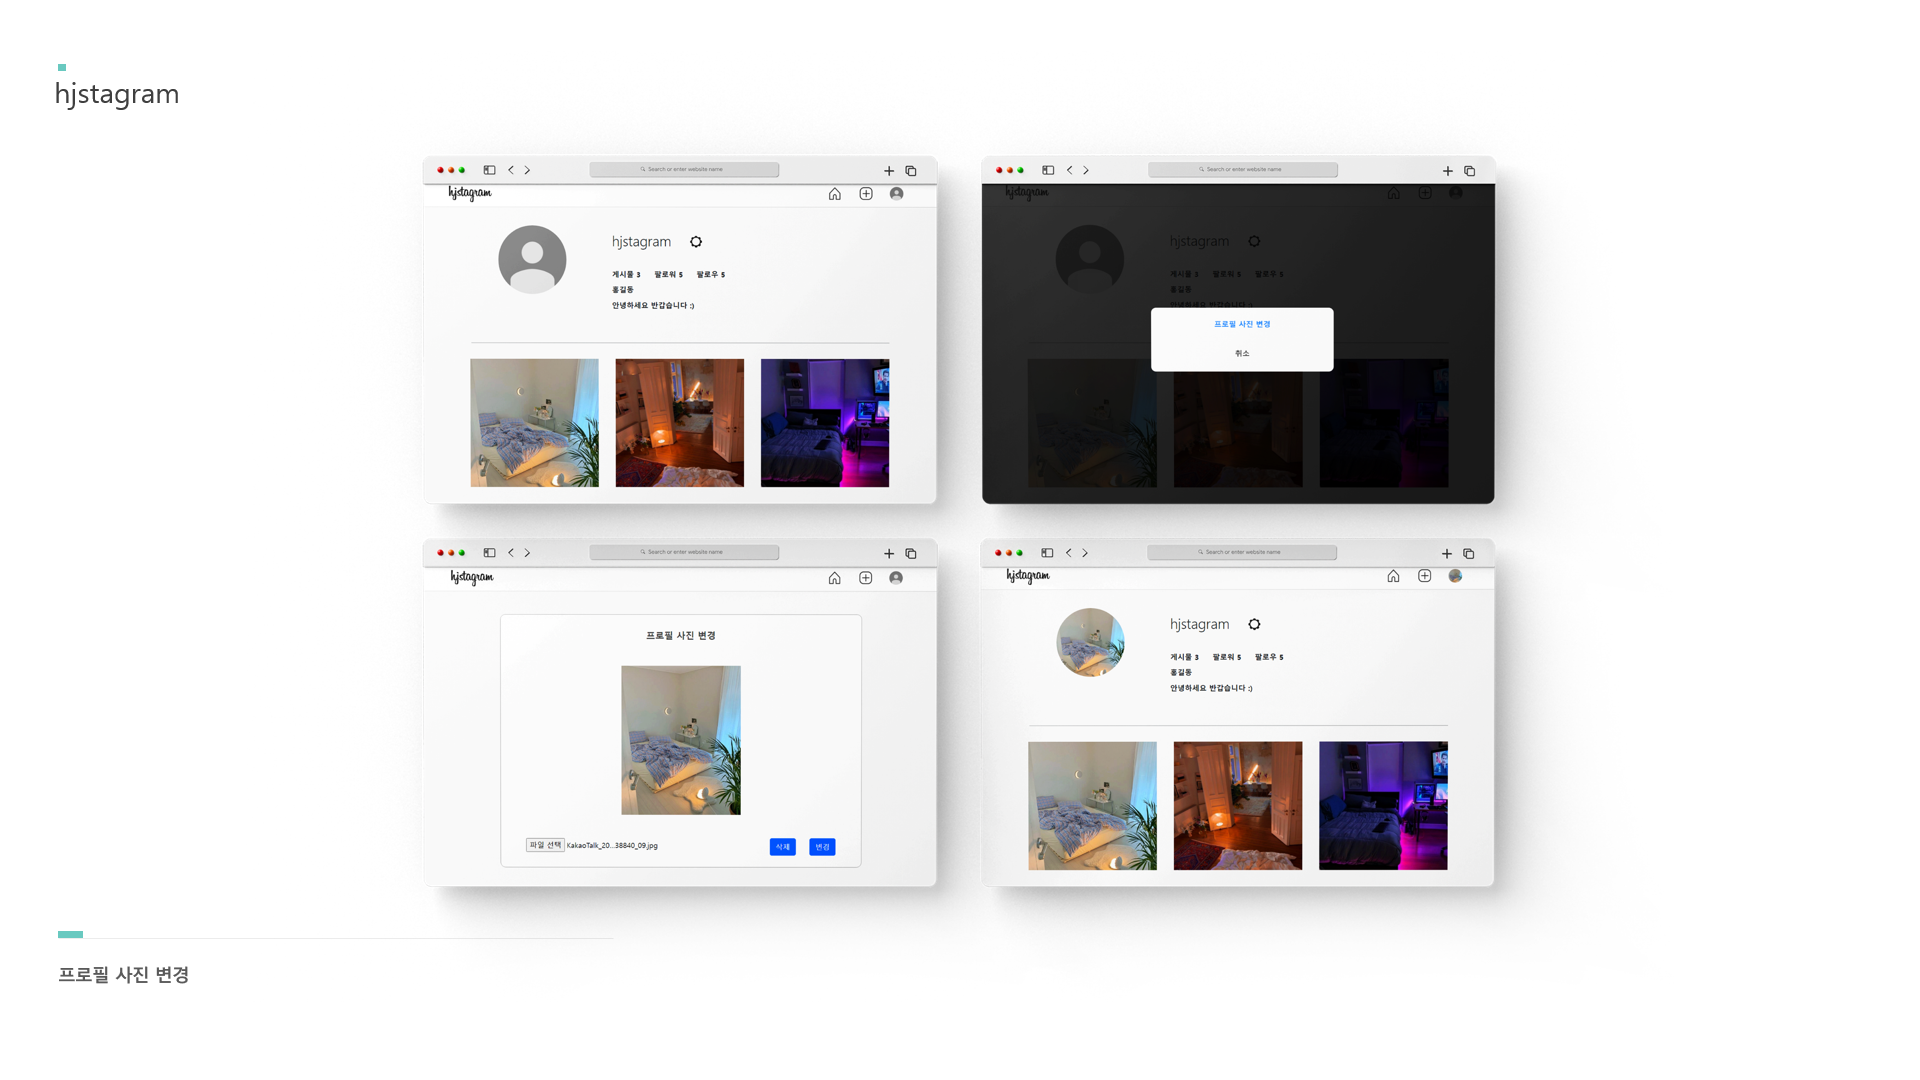 hjstagram
Search or enter website name
hjstagram
hjstagram
게시물 3 팔로워 5 팔로우 5
홍길동
안녕하세요 반갑습니다 :)
Search or enter website name
hjstagram
hjstagram
게시물 3 팔로워 5 팔로우 5
홍길동
안녕하세요 반갑습니다 :)
프로필 사진 변경
취소
Search or enter website name
hjstagram
프로필 사진 변경
파일 선택 KakaoTalk_20...38840_09.jpg
삭제 변경
Search or enter website name
hjstagram
hjstagram
게시물 3 팔로워 5 팔로우 5
홍길동
안녕하세요 반갑습니다 :)
프로필 사진 변경